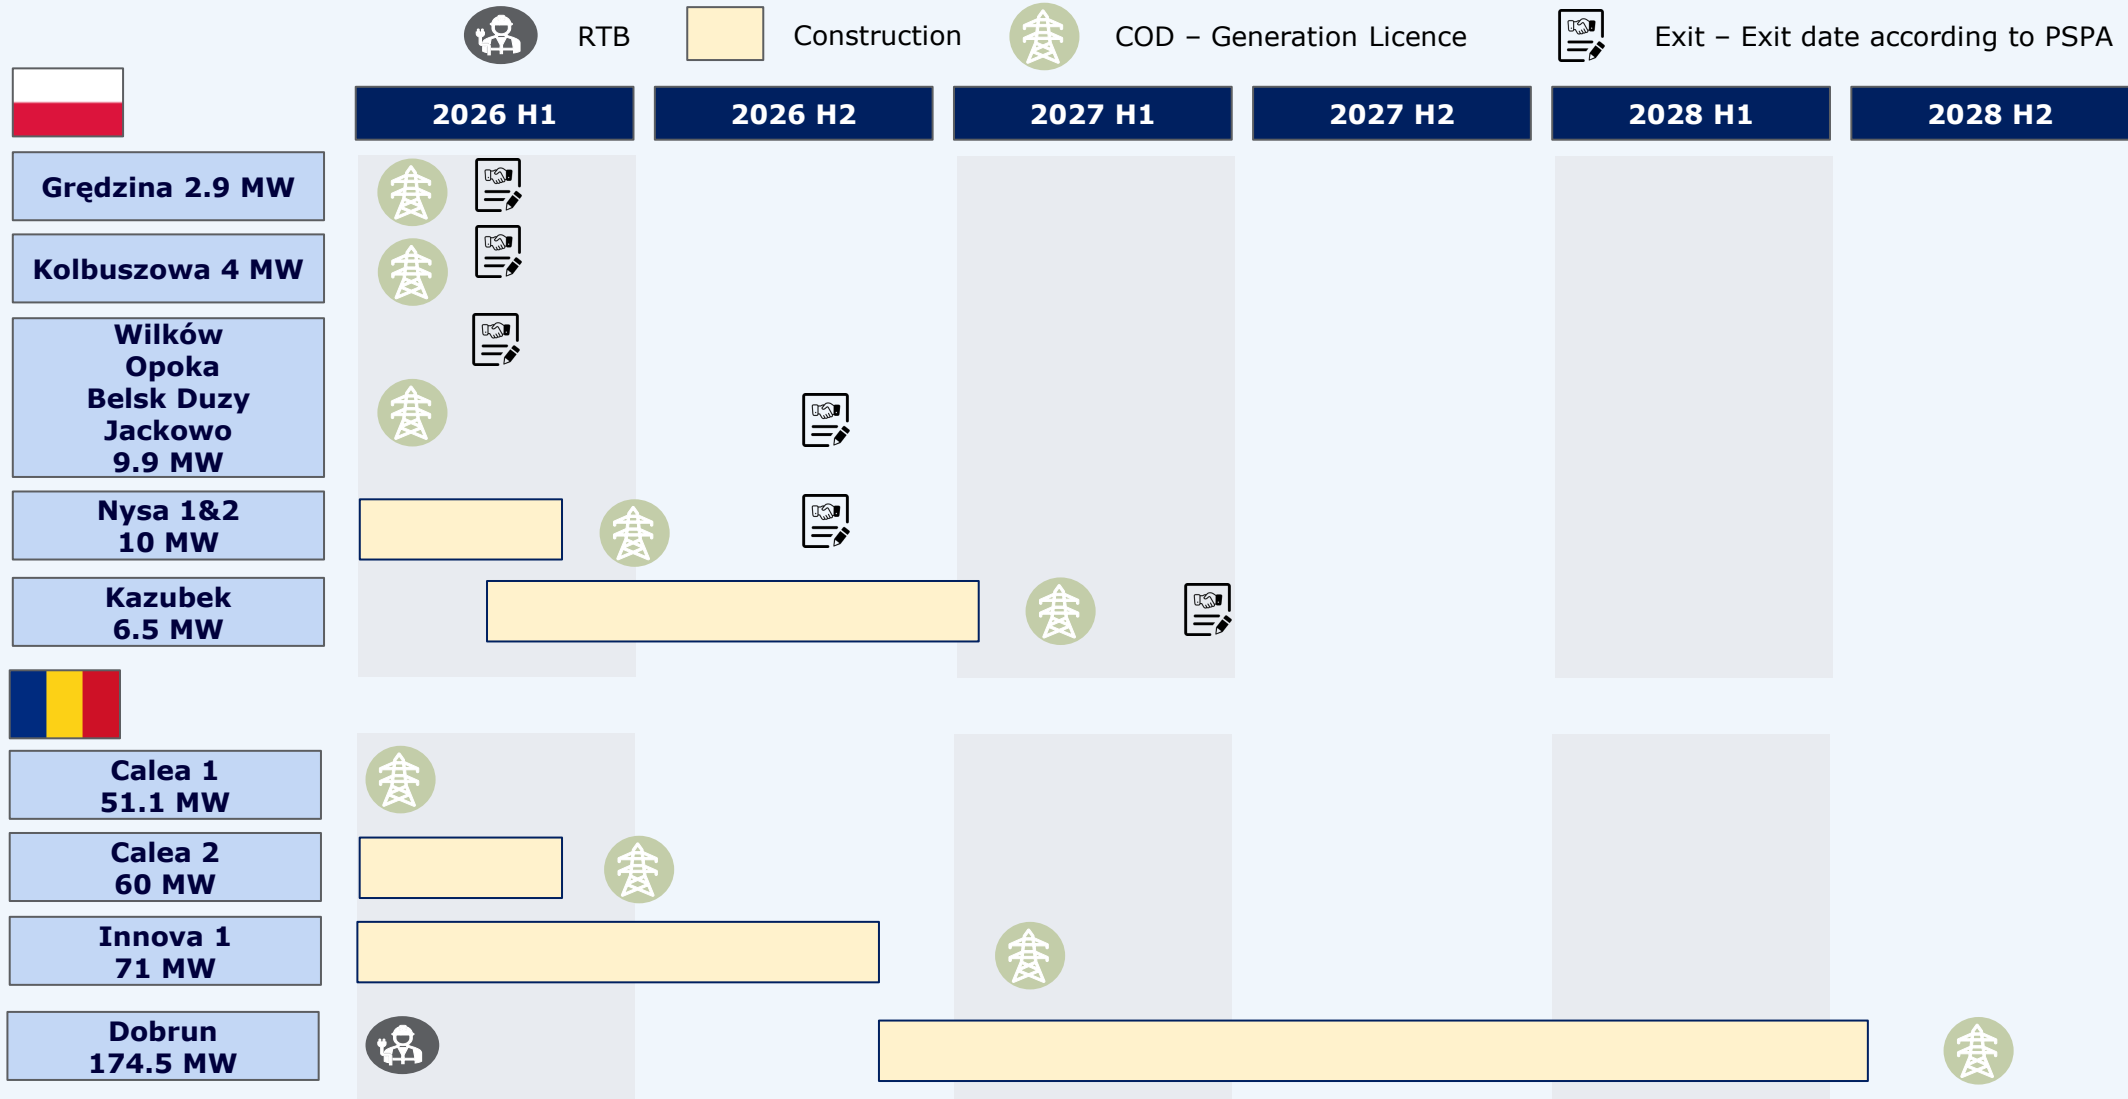 RTB
Construction
COD – Generation Licence
Exit – Exit date according to PSPA
2026 H1
2026 H2
2027 H1
2027 H2
2028 H1
2028 H2
Grędzina 2.9 MW
Kolbuszowa 4 MW
Wilków
Opoka
Belsk Duzy
Jackowo
9.9 MW
Nysa 1&2
10 MW
Kazubek
6.5 MW
Calea 1
51.1 MW
Calea 2
60 MW
Innova 1
71 MW
Dobrun
174.5 MW